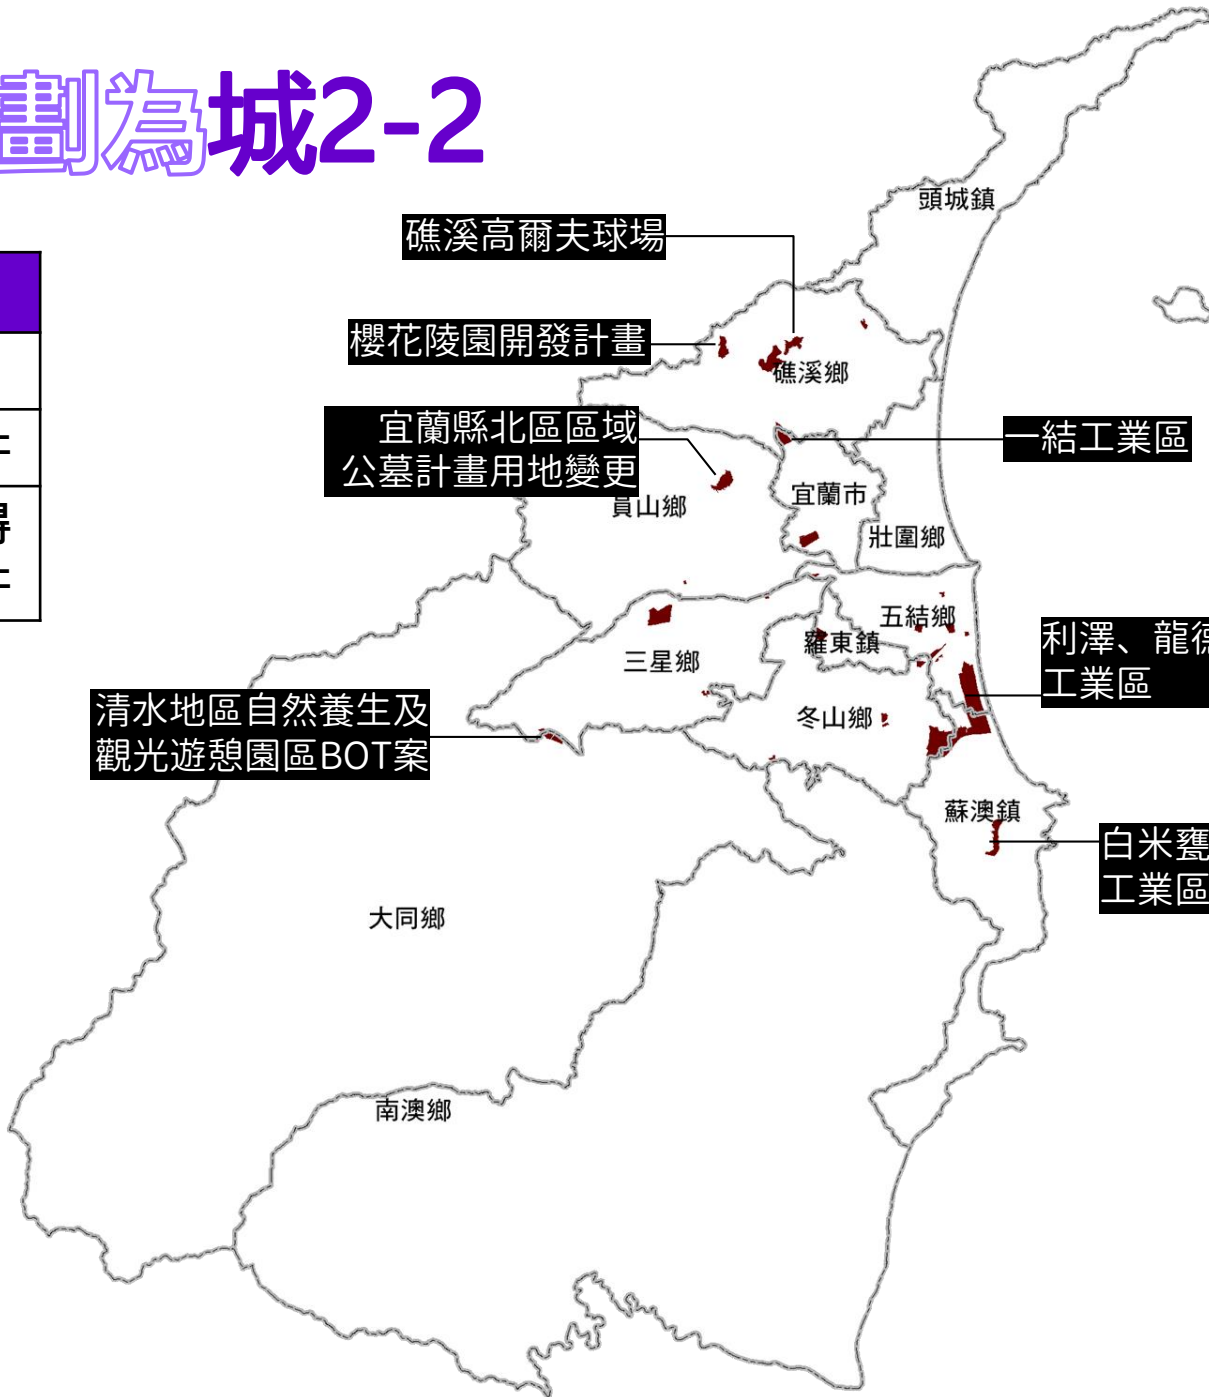 劃為城2-2
頭城鎮
礁溪高爾夫球場
櫻花陵園開發計畫
礁溪鄉
宜蘭縣北區區域
公墓計畫用地變更
一結工業區
員山鄉
宜蘭市
壯圍鄉
五結鄉
羅東鎮
利澤、龍德
工業區
三星鄉
清水地區自然養生及
觀光遊憩園區BOT案
冬山鄉
蘇澳鎮
白米甕
工業區
大同鄉
南澳鄉